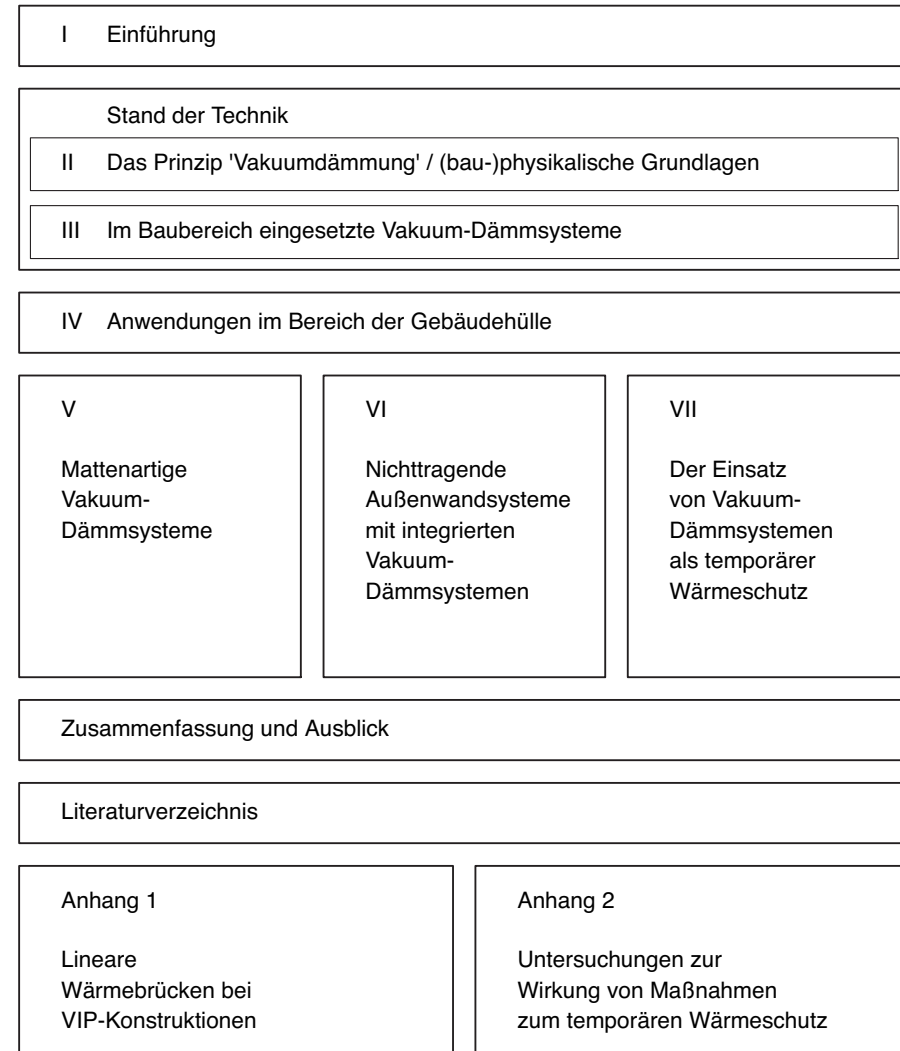 I Einführung
Stand der Technik
II Das Prinzip 'Vakuumdämmung' / (bau-)physikalische Grundlagen
III Im Baubereich eingesetzte Vakuum-Dämmsysteme
IV Anwendungen im Bereich der Gebäudehülle
V
Mattenartige
Vakuum-
Dämmsysteme
VI
Nichttragende
Außenwandsysteme
mit integrierten
Vakuum-
Dämmsystemen
VII
Der Einsatz
von Vakuum-
Dämmsystemen
als temporärer
Wärmeschutz
Zusammenfassung und Ausblick
Literaturverzeichnis
Anhang 1
Lineare
Wärmebrücken bei
VIP-Konstruktionen
Anhang 2
Untersuchungen zur
Wirkung von Maßnahmen
zum temporären Wärmeschutz